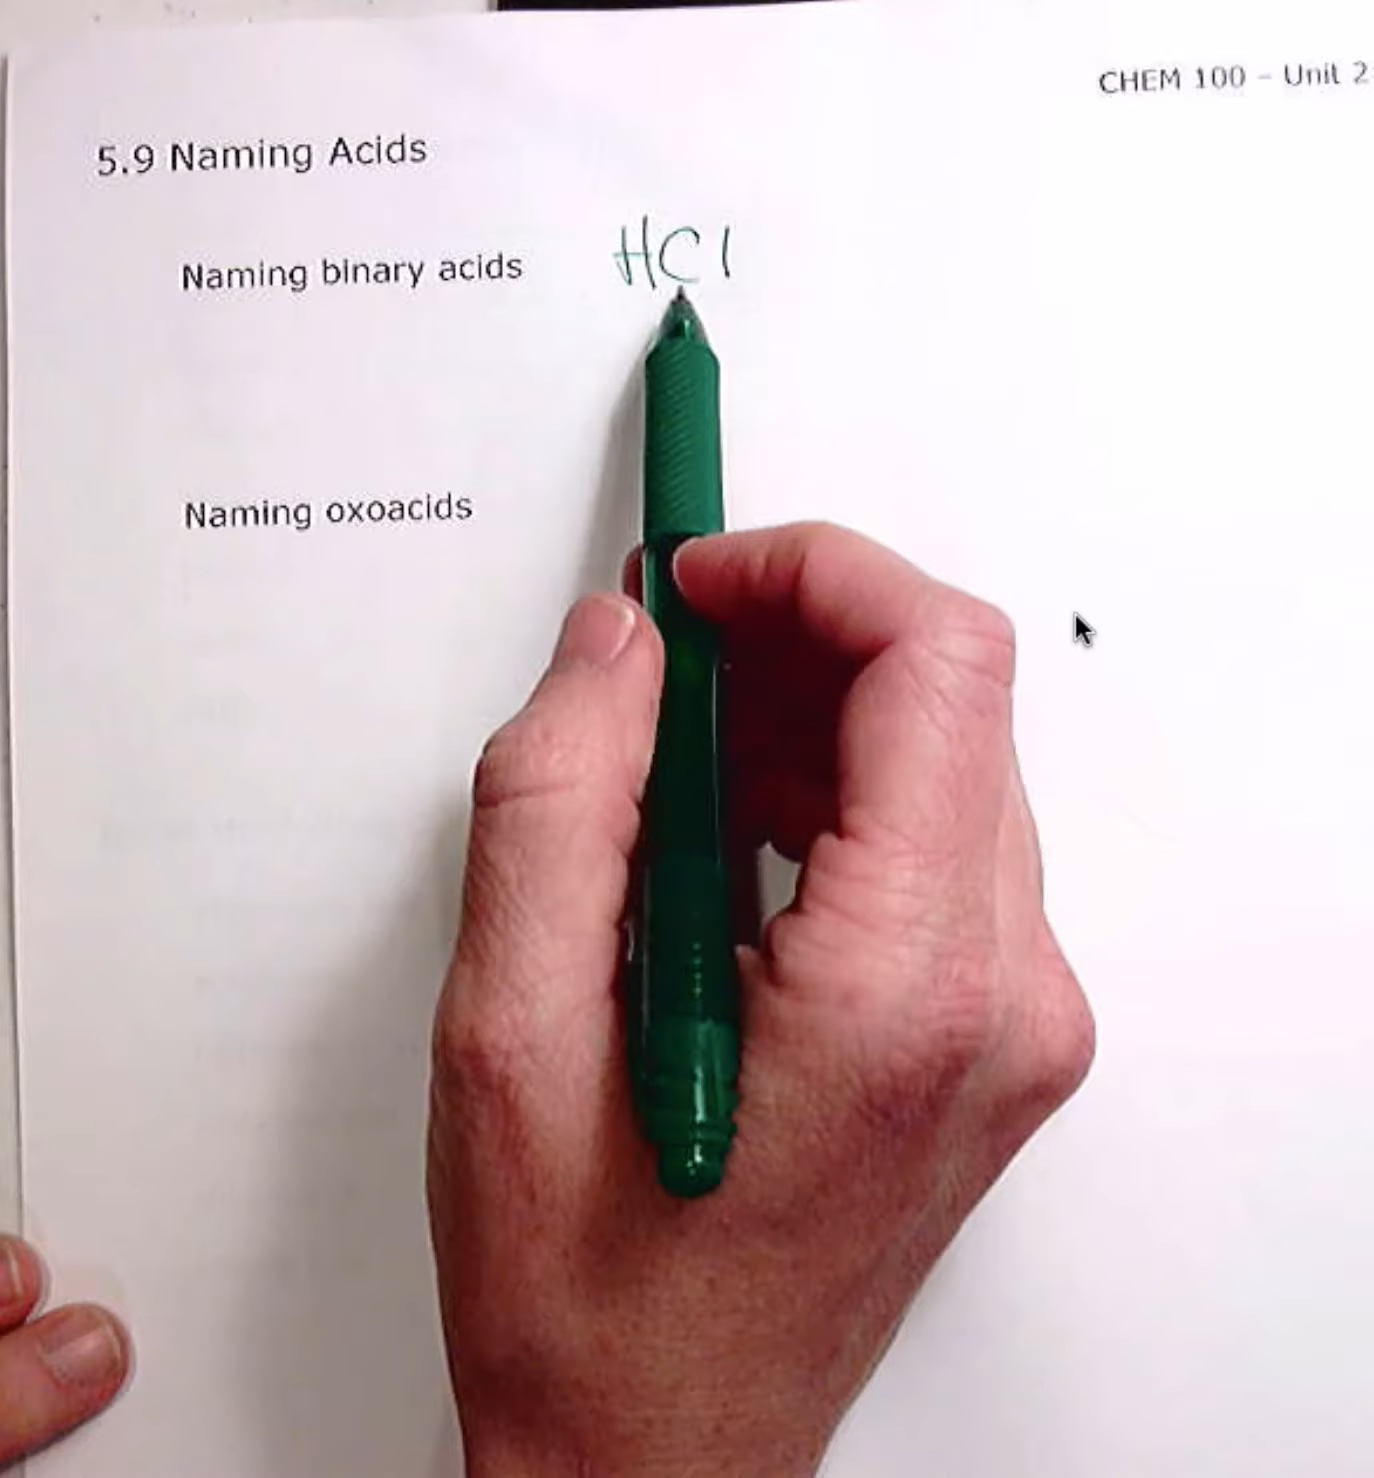 CHEM 100 – Unit 2
5.9 Naming Acids
Naming binary acids HCl
Naming oxoacids